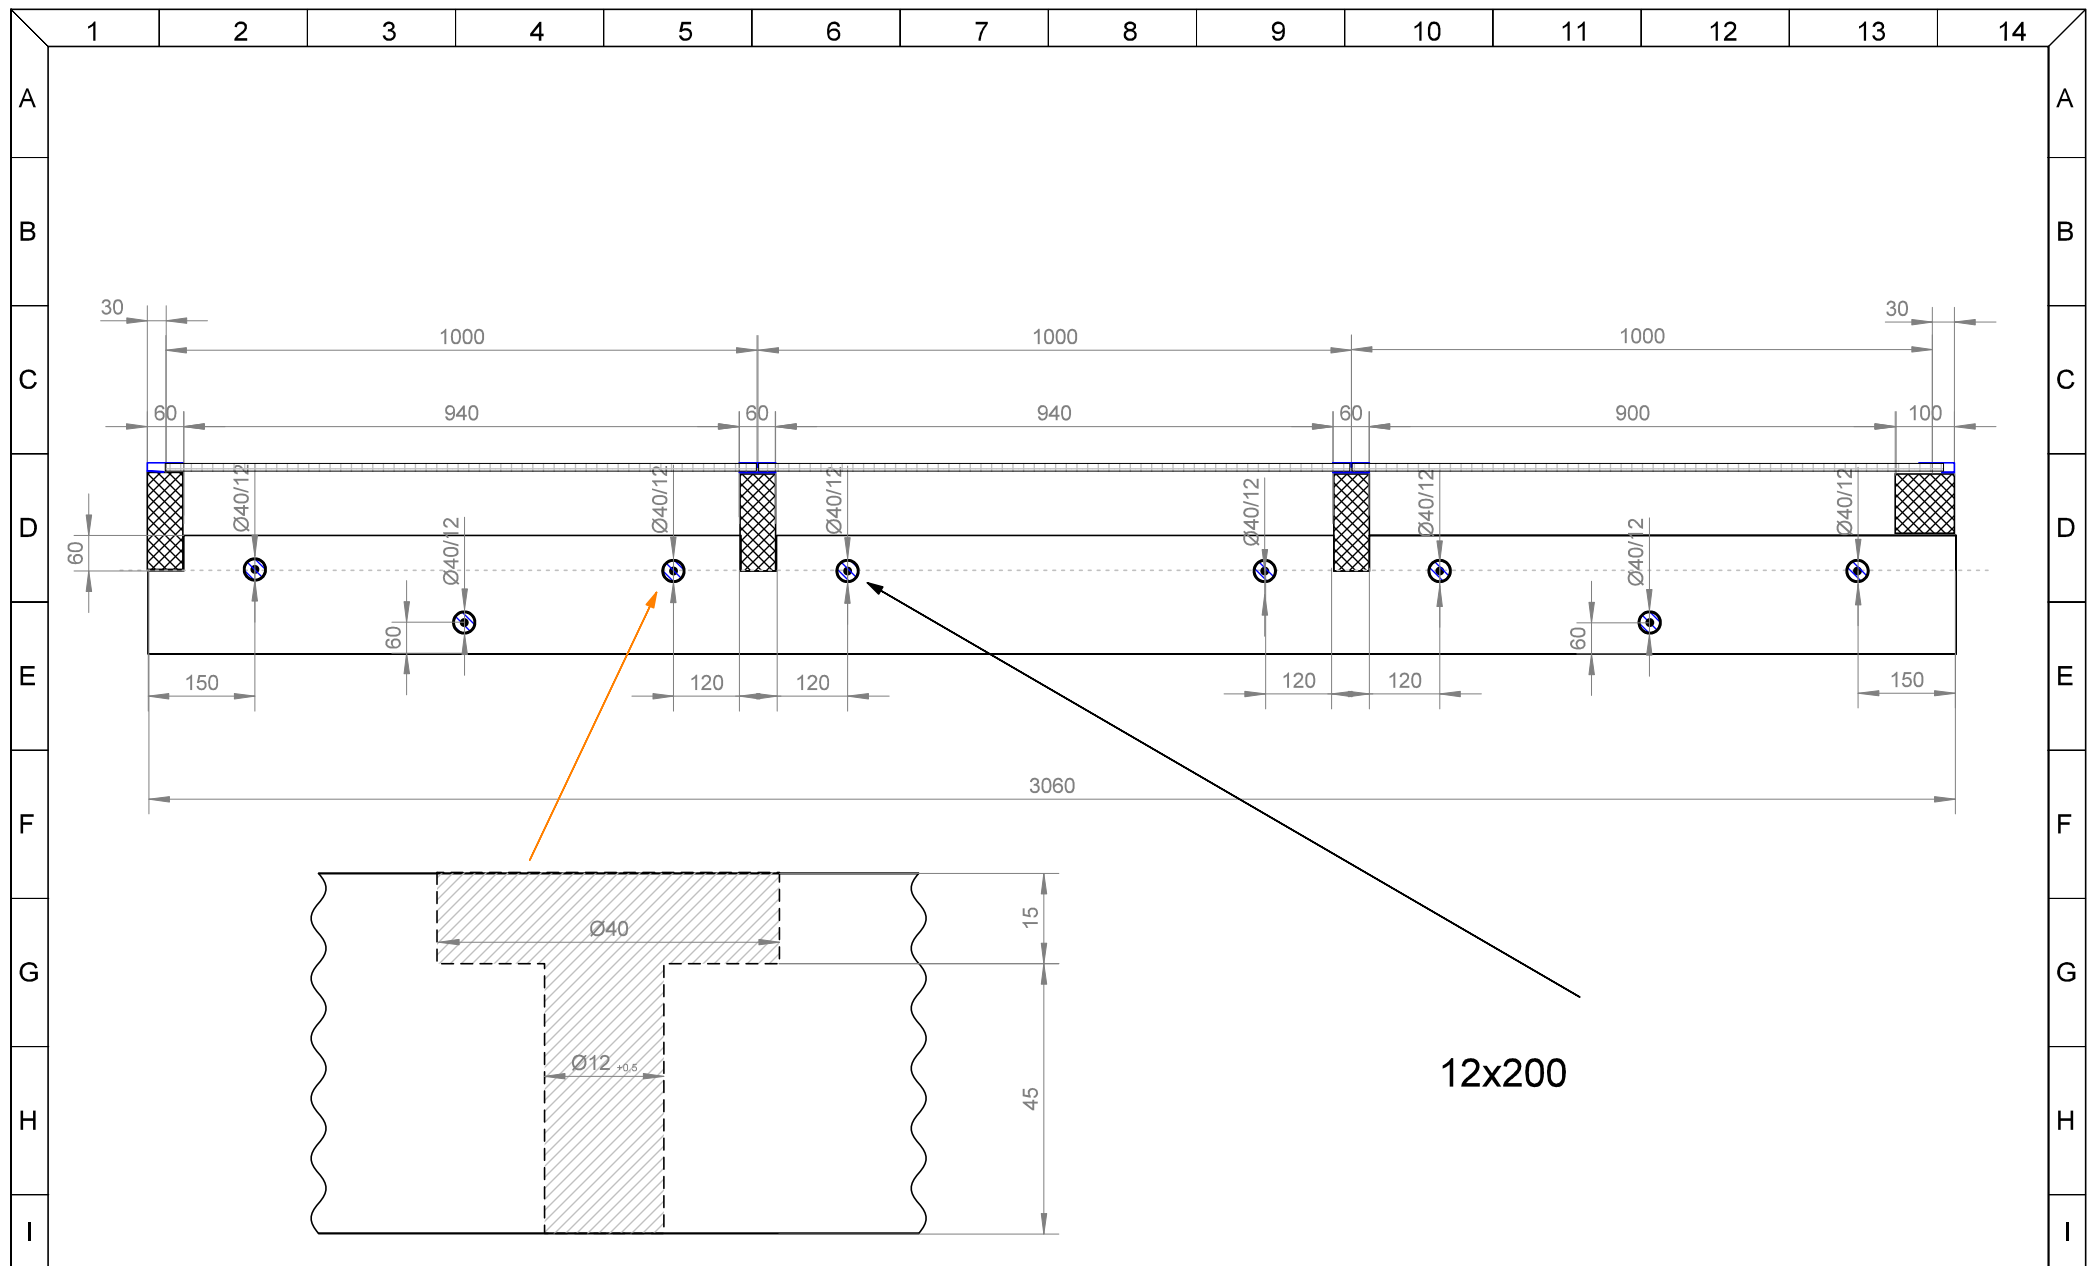 1 2 3 4 5 6 7 8 9 10 11 12 13 14
A A
B B
30 30
1000 1000 1000
C C
60 940 60 940 60 900 100
Ø40/12 Ø40/12 Ø40/12 Ø40/12 Ø40/12 Ø40/12
D D
60 Ø40/12 Ø40/12
60 60
E E
150 120 120 120 120 150
3060
F F
15
Ø40
G G
Ø12 +0.5
12x200
45
H H
I I